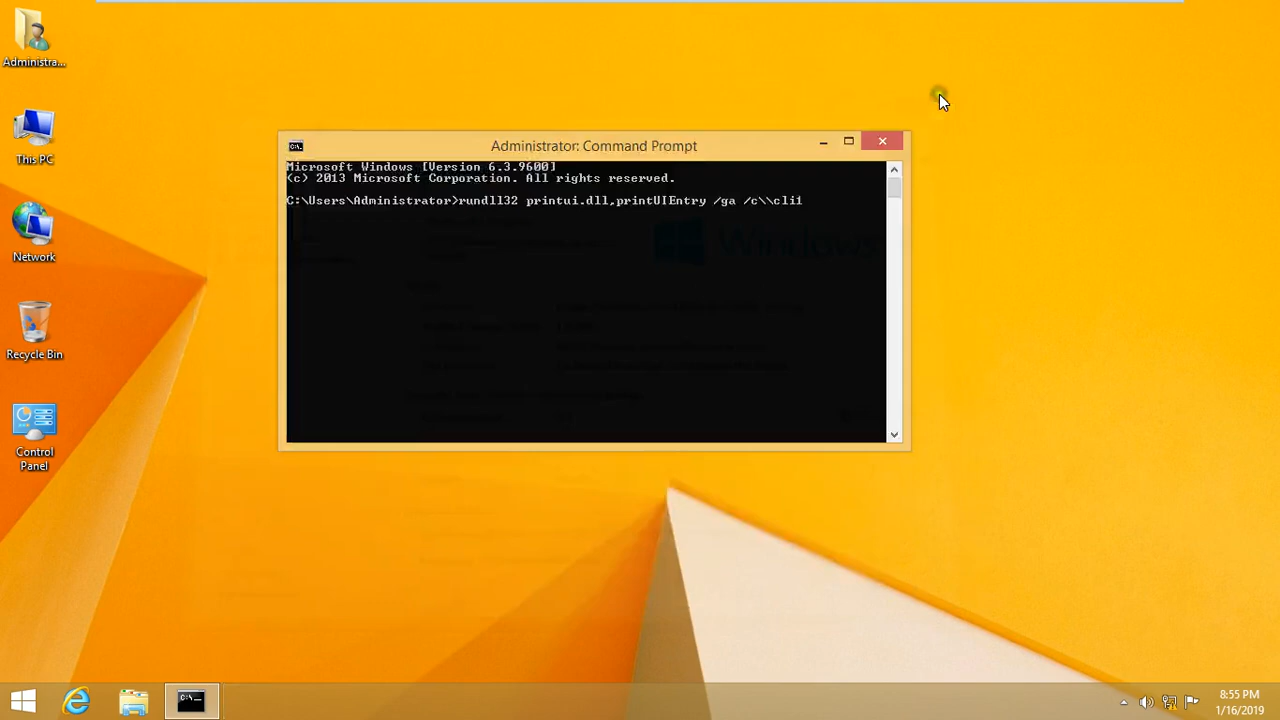 Administra...
This PC
Network
Recycle Bin
Control
Panel
Administrator: Command Prompt
Microsoft Windows [Version 6.3.9600]
(c) 2013 Microsoft Corporation. All rights reserved.
C:\Users\Administrator>rundll32 printui.dll,printUIEntry /ga /c\\cli1
Windows
8:55 PM
1/16/2019